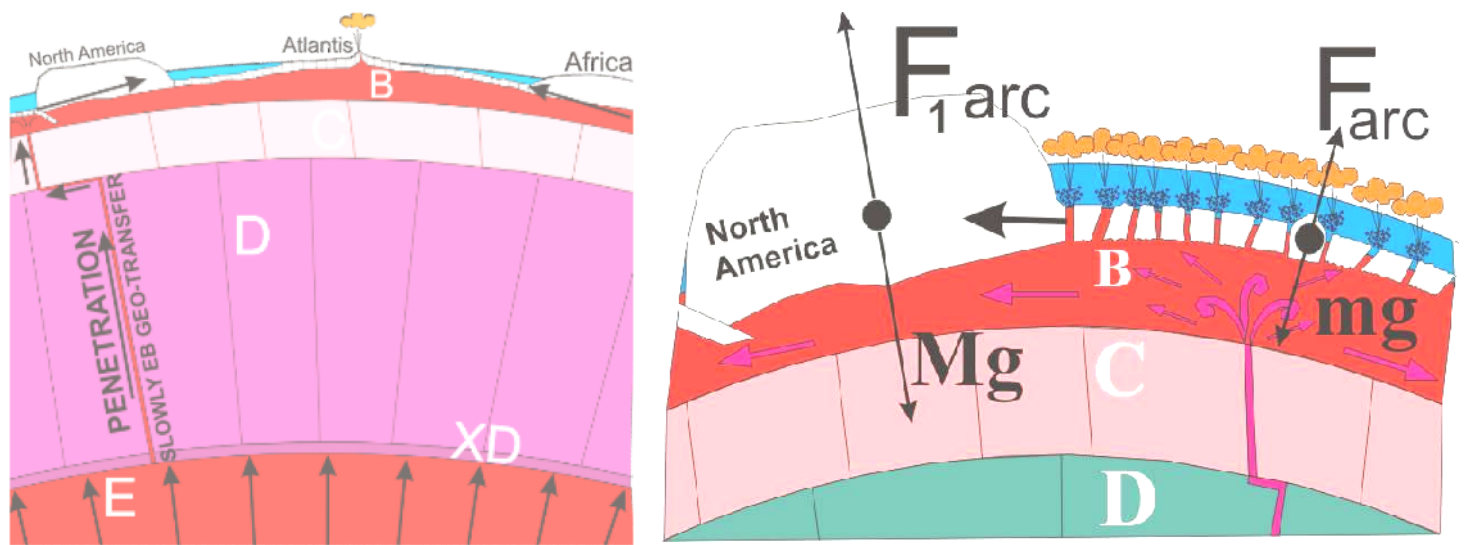 North America
Atlantis
Africa
B
C
D
PENETRATION
SLOWLY EB GEO-TRANSFER
XD
E
F1 arc
Farc
North
America
B
mg
Mg
C
D